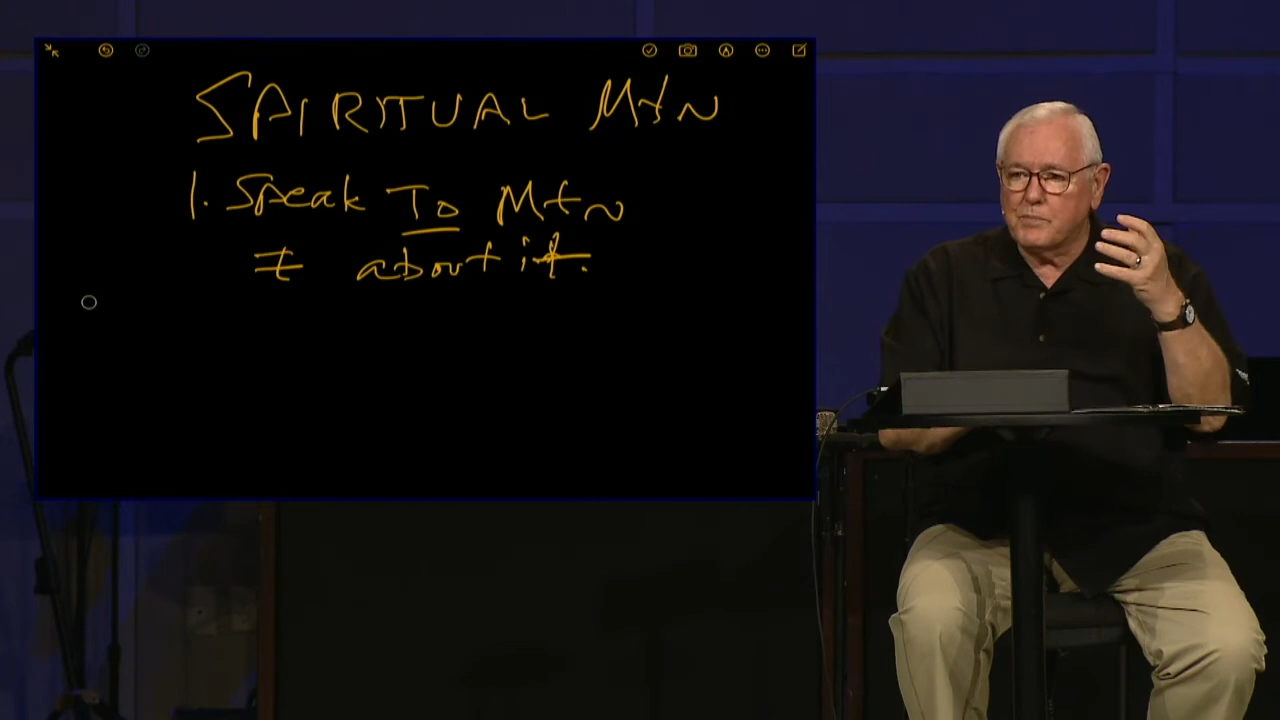 SPIRITUAL Mtn
1. Speak To Mtn
≠ about it.